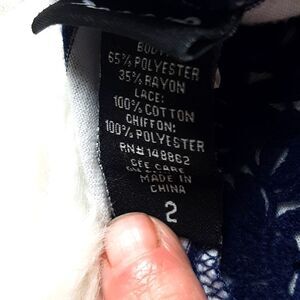 BODY:
65% POLYESTER
35% RAYON
LACE:
100% COTTON
CHIFFON:
100% POLYESTER
RN# 148862
SEE CARE
MADE IN
CHINA
2